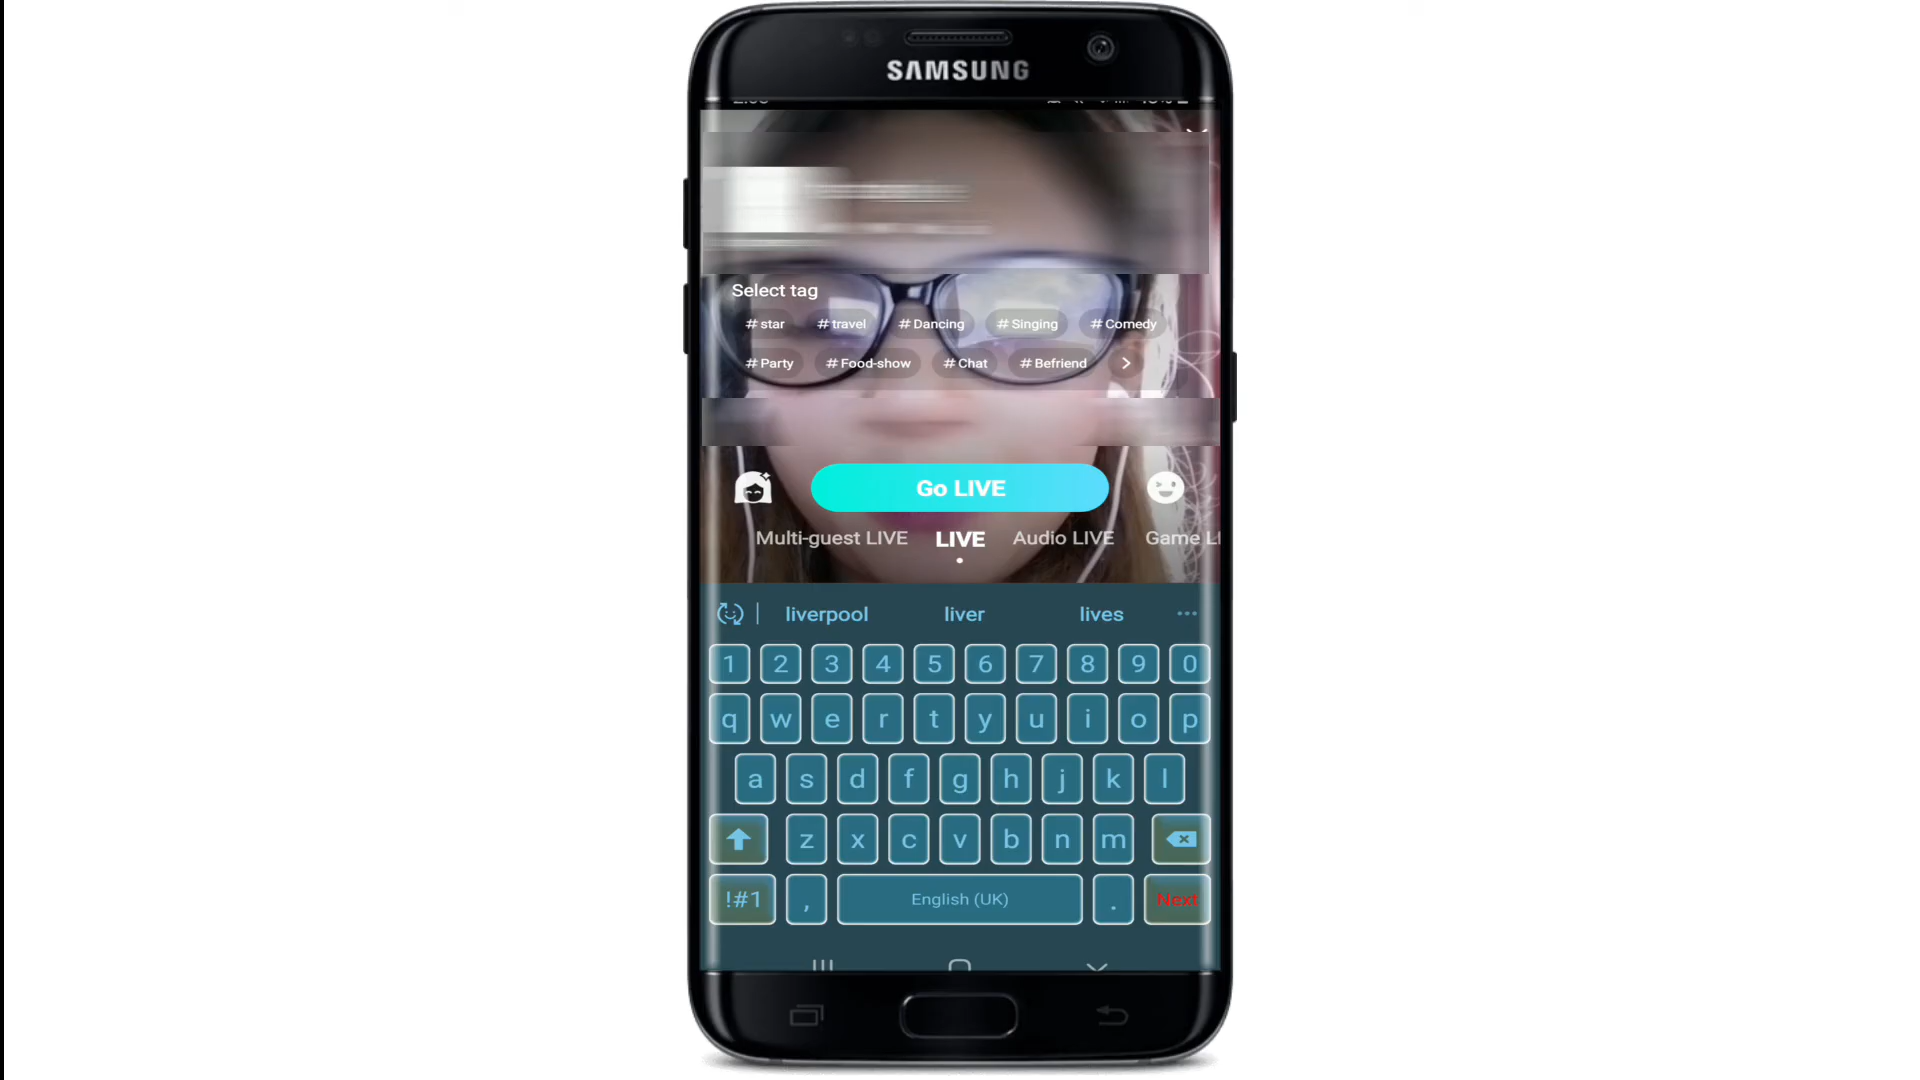 SAMSUNG
Select tag
# star # travel # Dancing # Singing # Comedy
# Party # Food-show # Chat # Befriend
Go LIVE
Multi-guest LIVE LIVE Audio LIVE Game
liverpool liver lives
1 2 3 4 5 6 7 8 9 0
q w e r t y u i o p
a s d f g h j k l
z x c v b n m
!#1 , English (UK) . Next